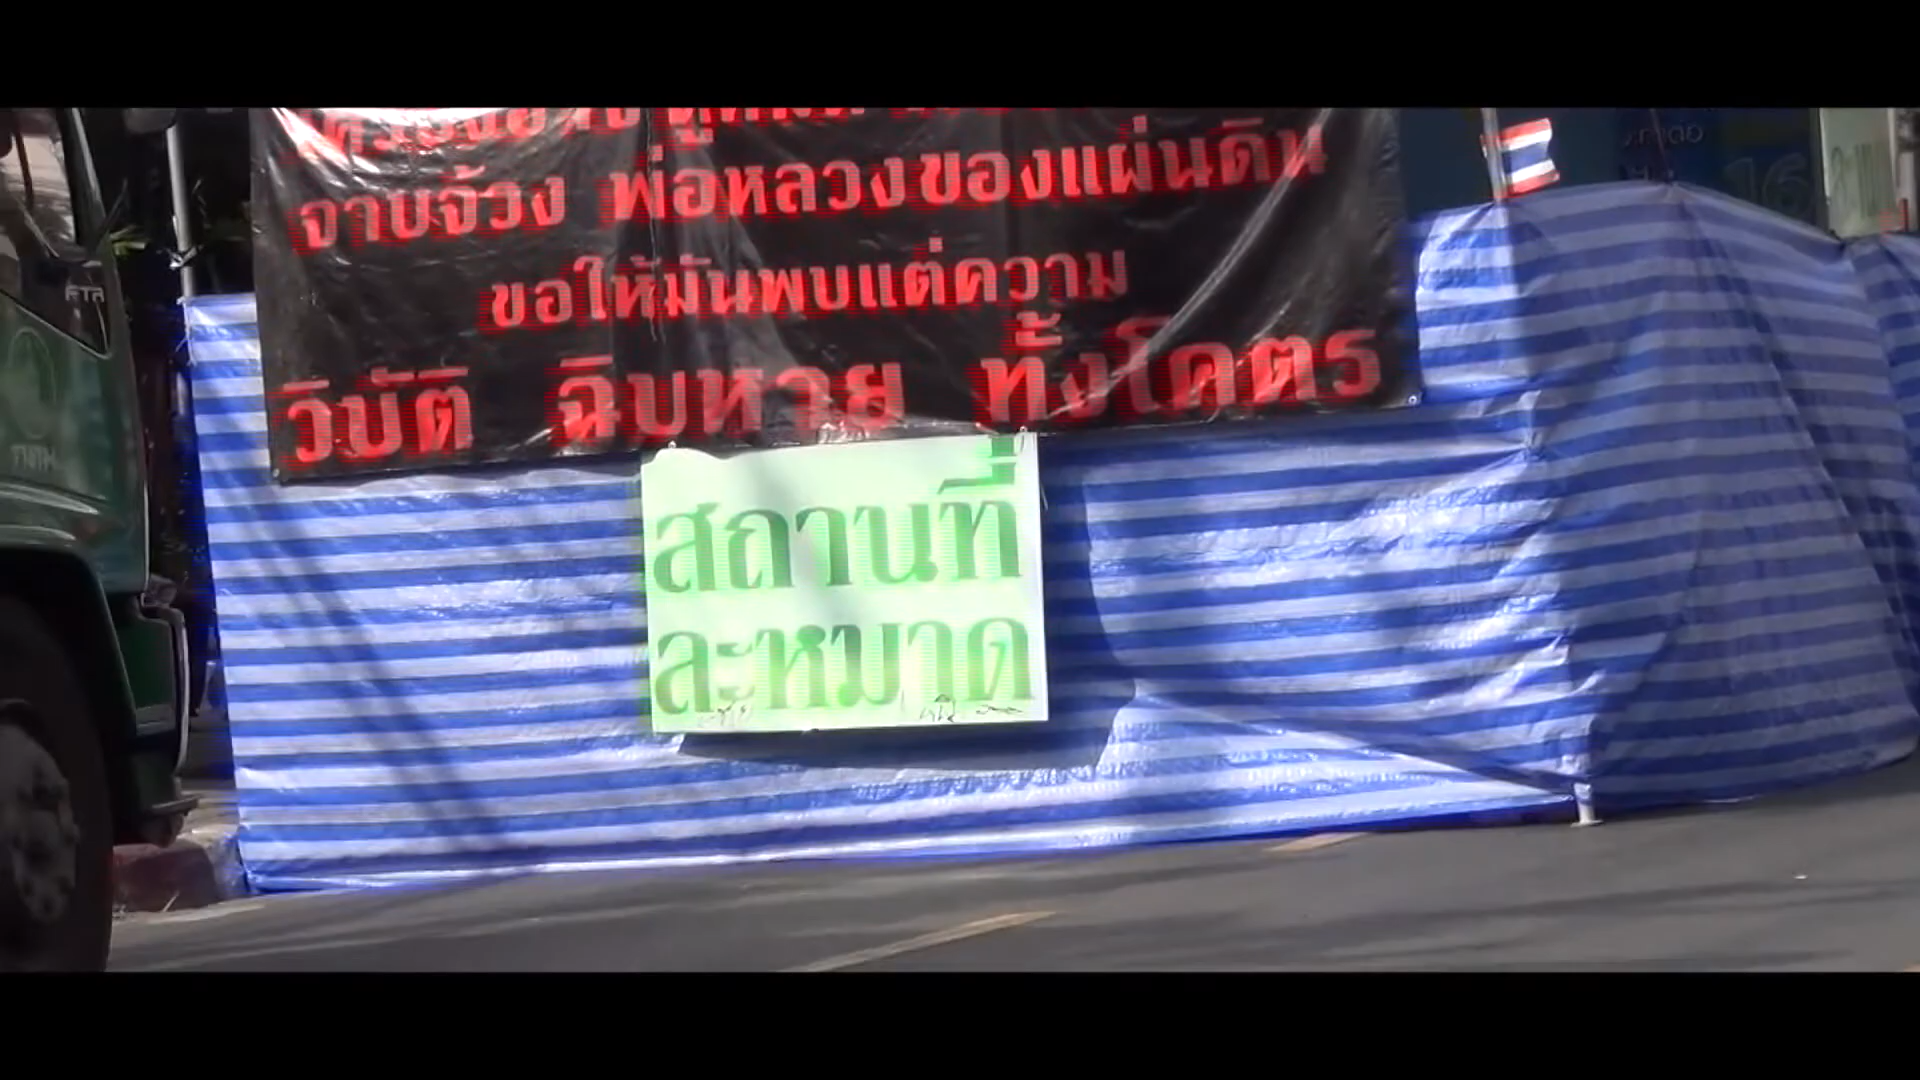 จาบจ้วง พ่อหลวงของแผ่นดิน
ขอให้มันพบแต่ความ
วิบัติ ฉิบหาย ทั้งโคตร
สถานที่
ละหมาด
16